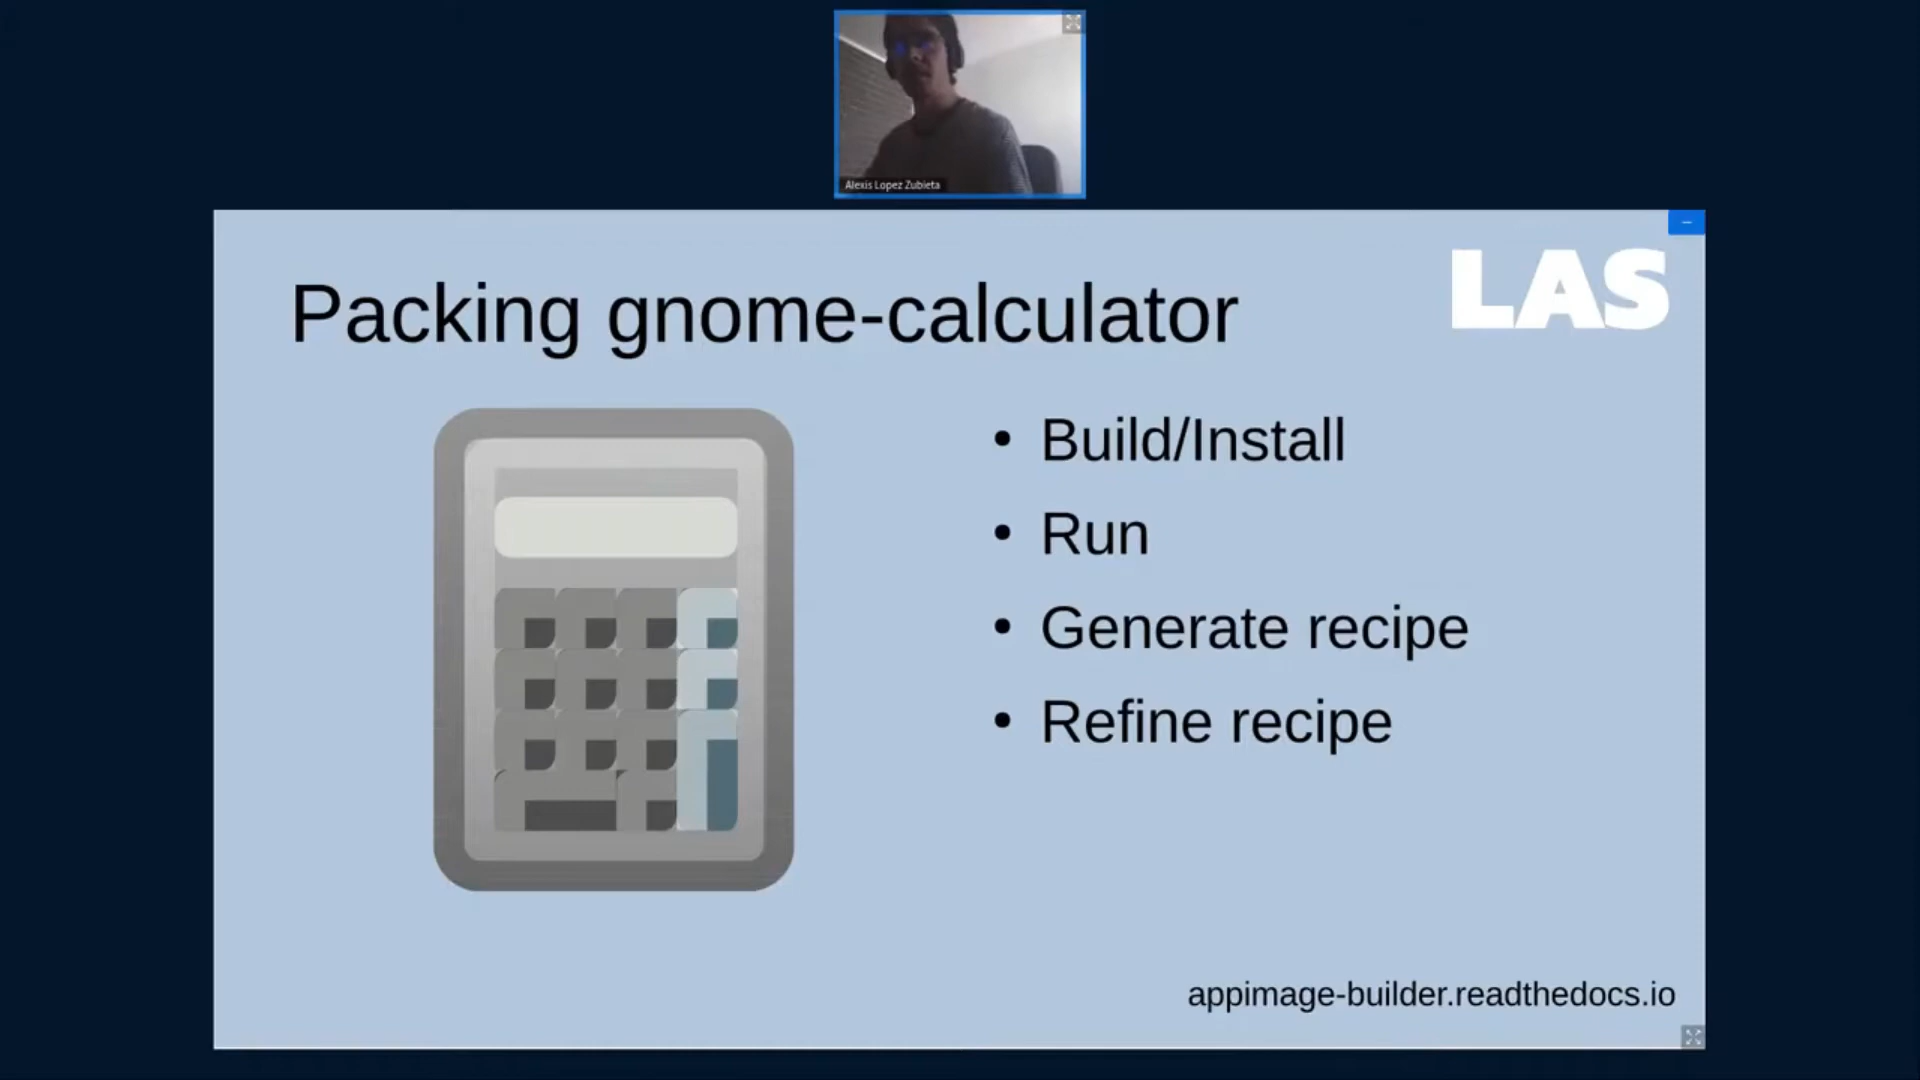 Alexis Lopez Zubieta
LAS
Packing gnome-calculator
• Build/Install
• Run
• Generate recipe
• Refine recipe
appimage-builder.readthedocs.io